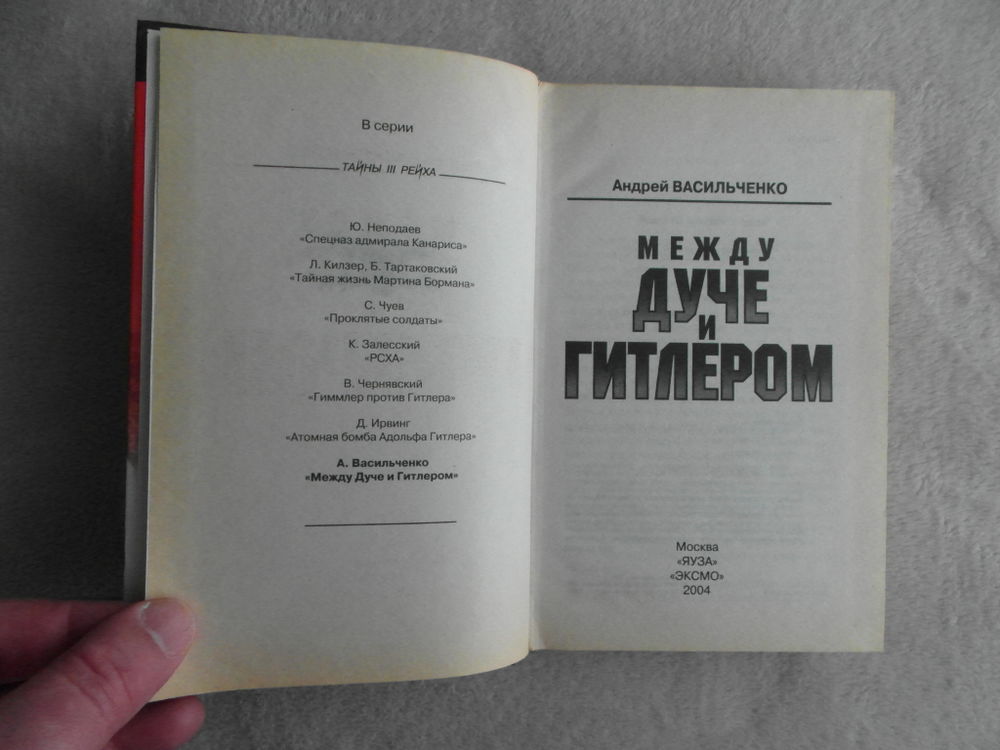 В серии
ТАЙНЫ III РЕЙХА
Ю. Неподаев
«Спецназ адмирала Канариса»
Л. Килзер, Б. Тартаковский
«Тайная жизнь Мартина Бормана»
С. Чуев
«Проклятые солдаты»
К. Залесский
«РСХА»
В. Чернявский
«Гиммлер против Гитлера»
Д. Ирвинг
«Атомная бомба Адольфа Гитлера»
А. Васильченко
«Между Дуче и Гитлером»
Андрей ВАСИЛЬЧЕНКО
МЕЖДУ
ДУЧЕ
И
ГИТЛЕРОМ
Москва
«ЯУЗА»
«ЭКСМО»
2004